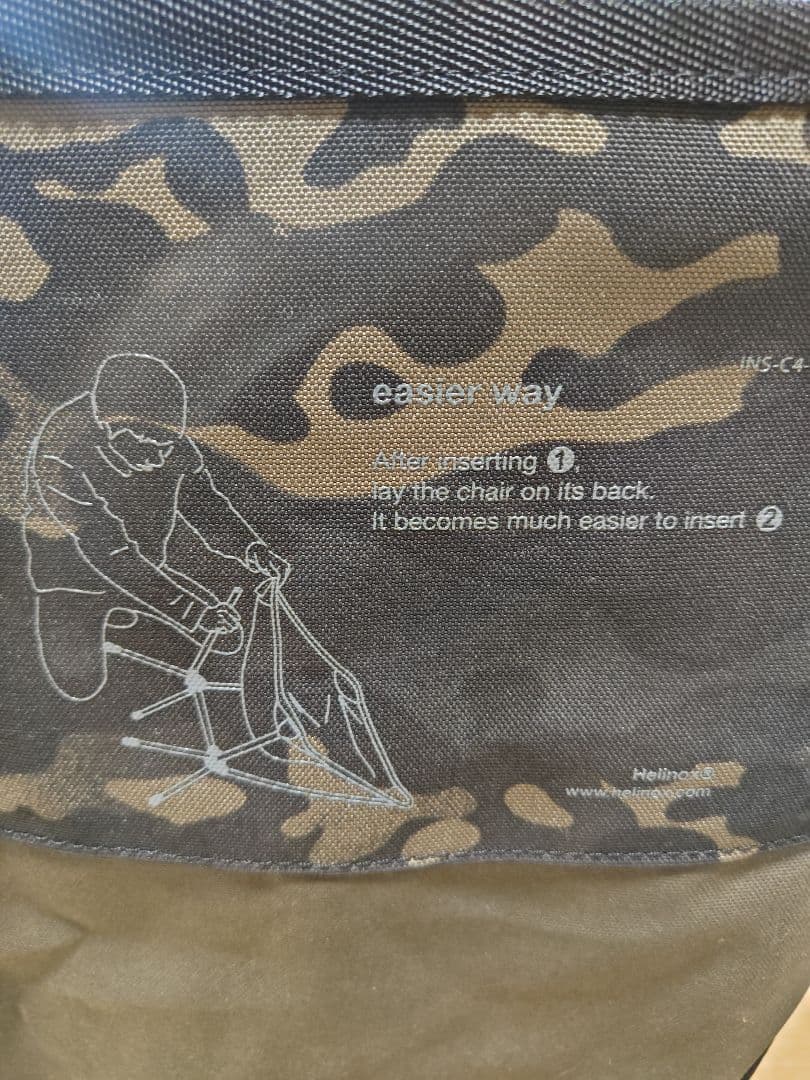 INS-C4-
easier way
After inserting ❶,
lay the chair on its back.
It becomes much easier to insert ❷
Helinox®
www.helinox.com